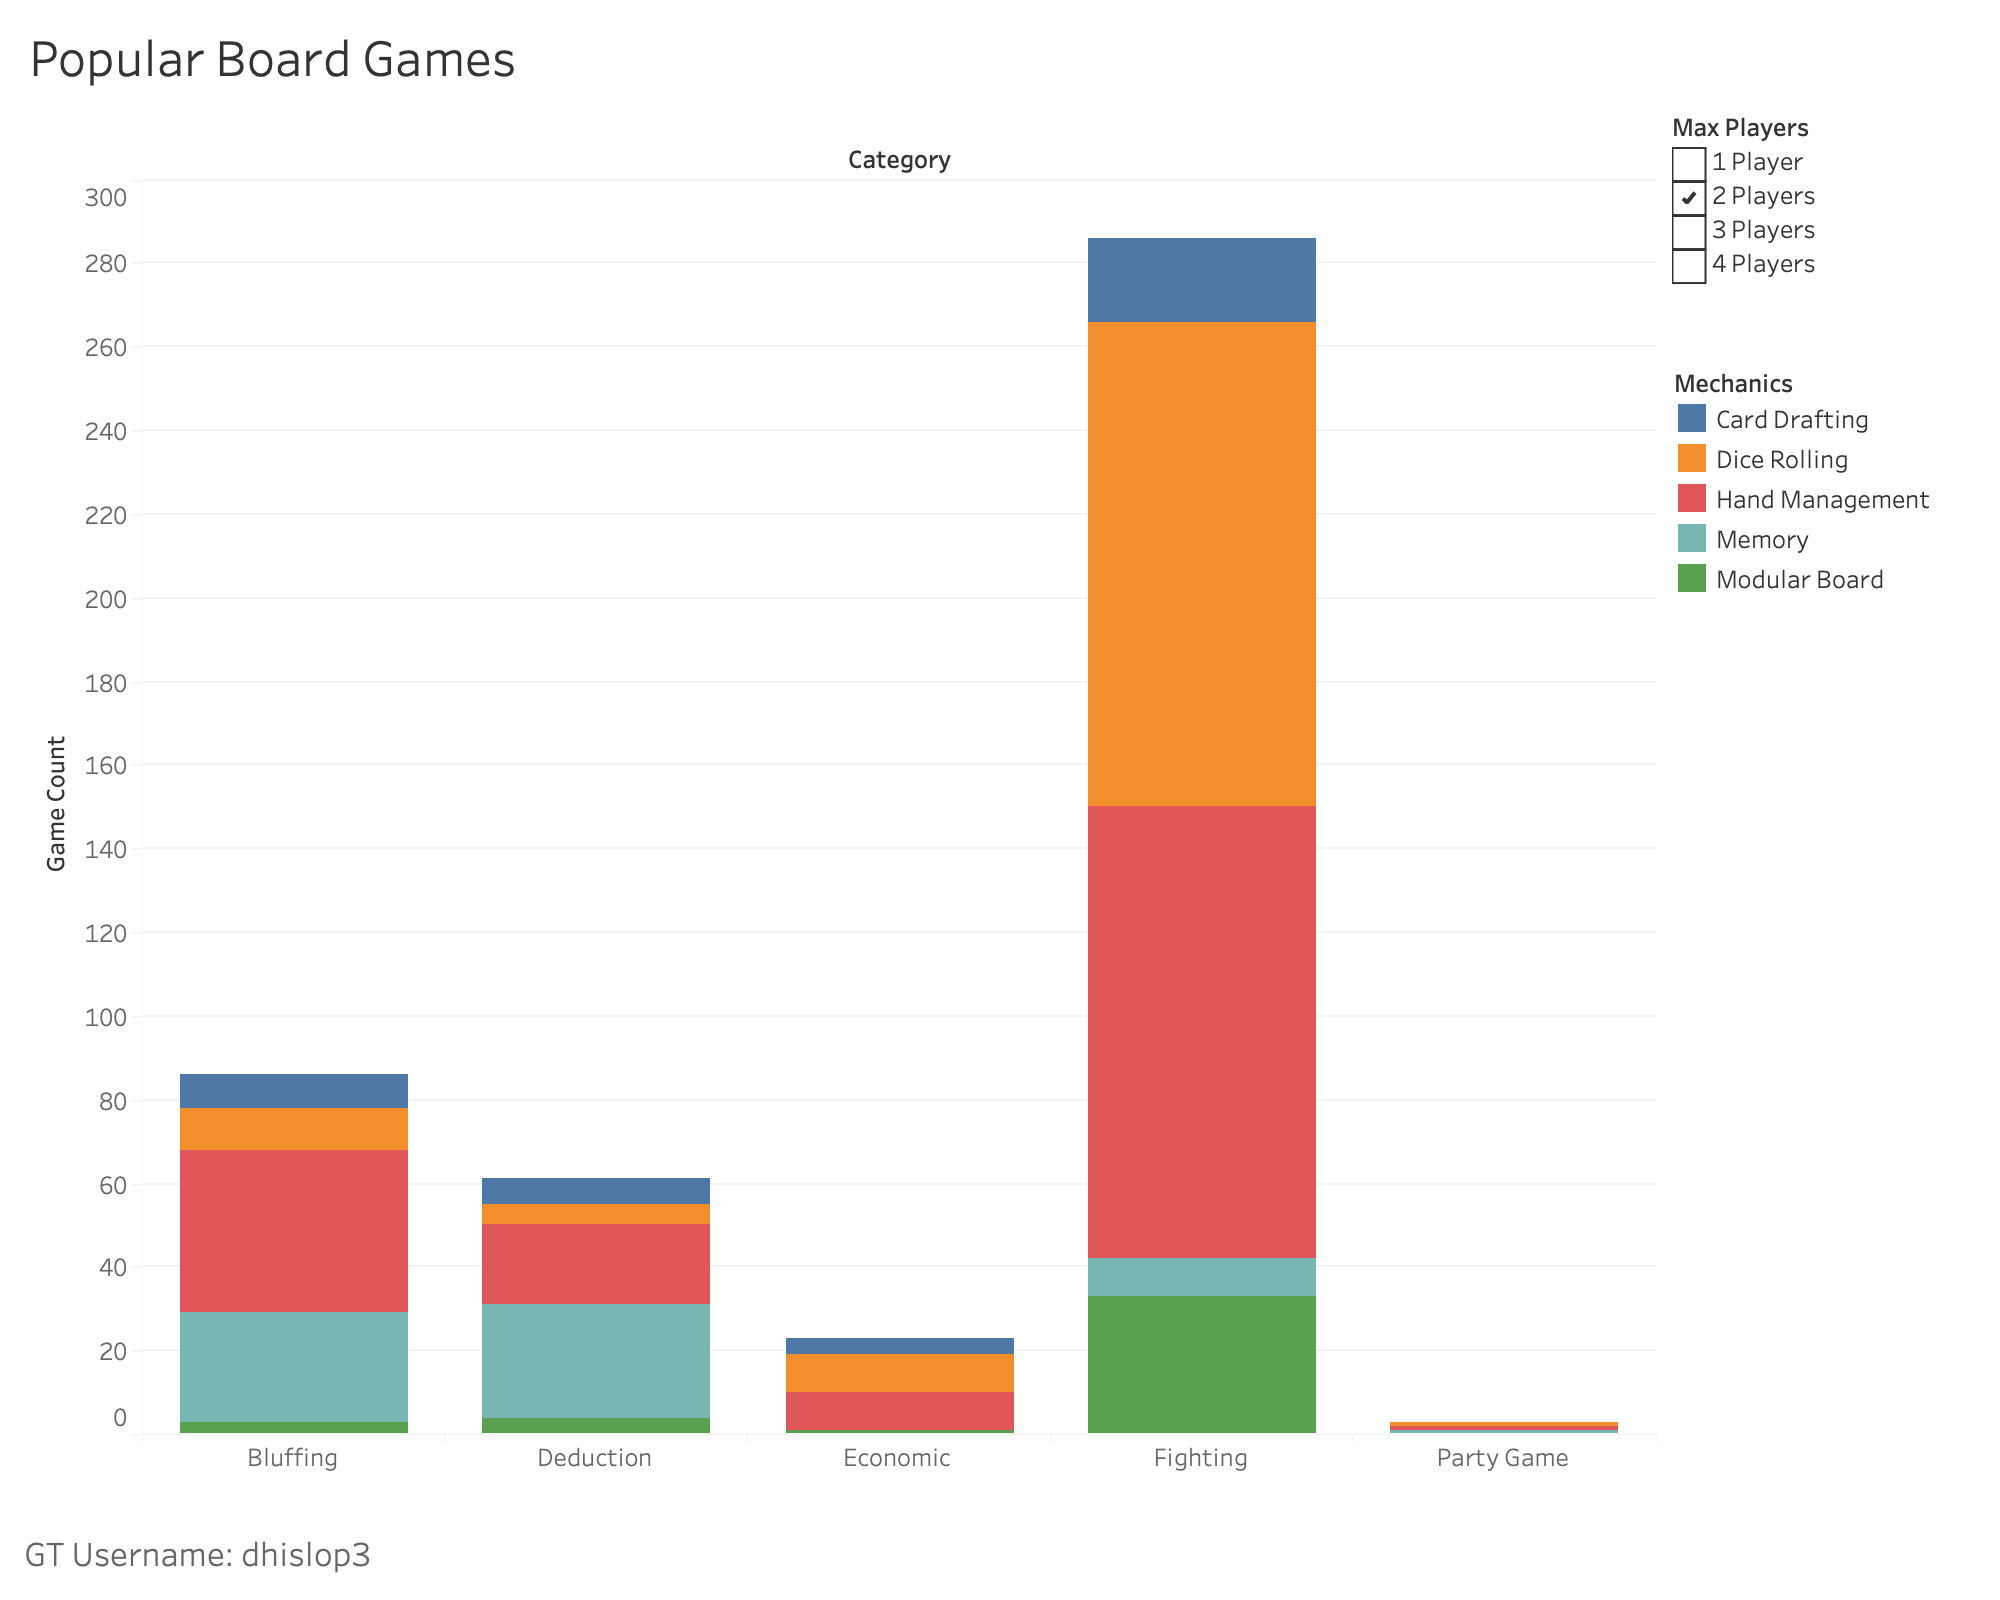 Popular Board Games
Category
Max Players
1 Player
2 Players
3 Players
4 Players
Mechanics
Card Drafting
Dice Rolling
Hand Management
Memory
Modular Board
Game Count
300
280
260
240
220
200
180
160
140
120
100
80
60
40
20
0
Bluffing
Deduction
Economic
Fighting
Party Game
GT Username: dhislop3